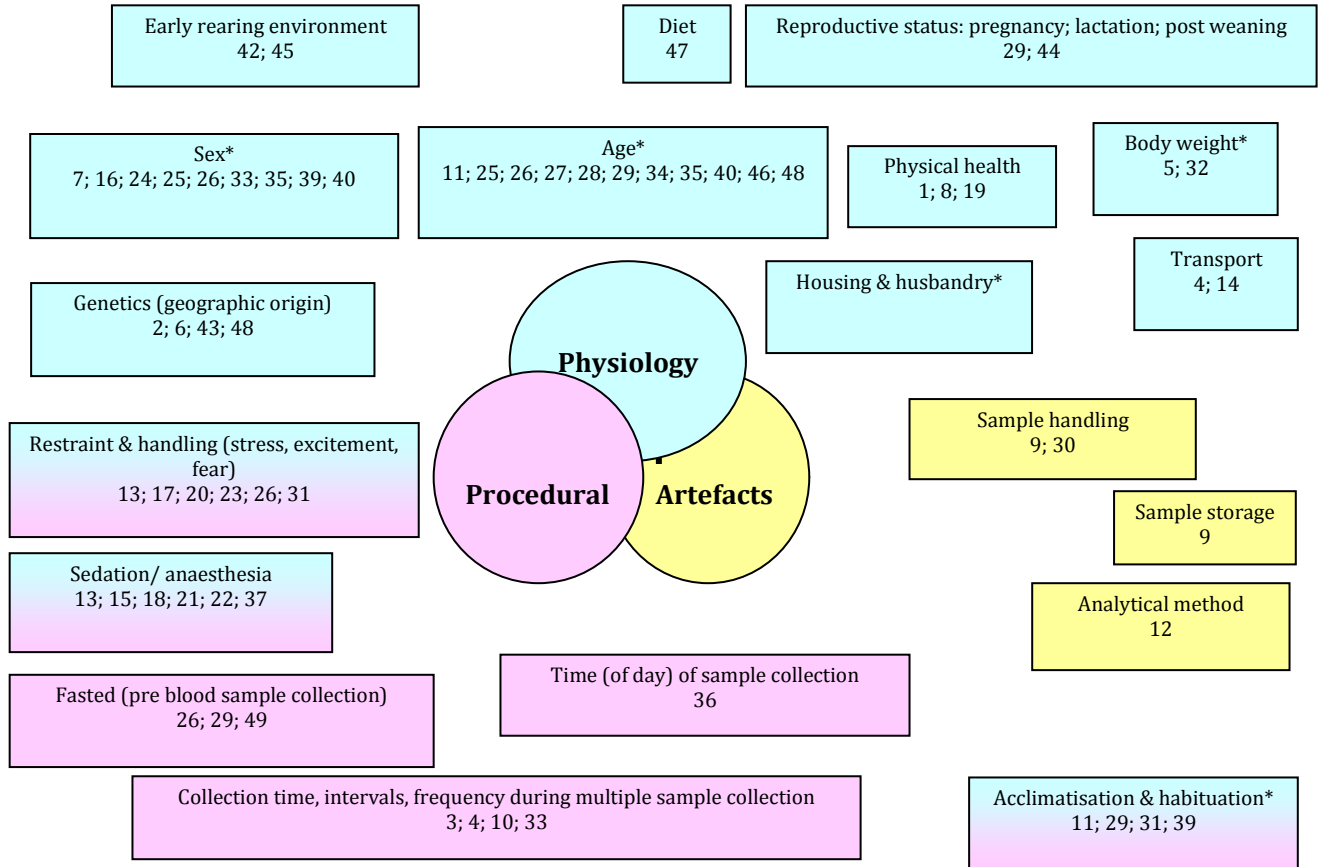 Early rearing environment
42; 45
Diet
47
Reproductive status: pregnancy; lactation; post weaning
29; 44
Sex*
7; 16; 24; 25; 26; 33; 35; 39; 40
Age*
11; 25; 26; 27; 28; 29; 34; 35; 40; 46; 48
Physical health
1; 8; 19
Body weight*
5; 32
Genetics (geographic origin)
2; 6; 43; 48
Housing & husbandry*
Transport
4; 14
Physiology
Procedural
Artefacts
Restraint & handling (stress, excitement,
fear)
13; 17; 20; 23; 26; 31
Sample handling
9; 30
Sample storage
9
Sedation/ anaesthesia
13; 15; 18; 21; 22; 37
Analytical method
12
Fasted (pre blood sample collection)
26; 29; 49
Time (of day) of sample collection
36
Collection time, intervals, frequency during multiple sample collection
3; 4; 10; 33
Acclimatisation & habituation*
11; 29; 31; 39